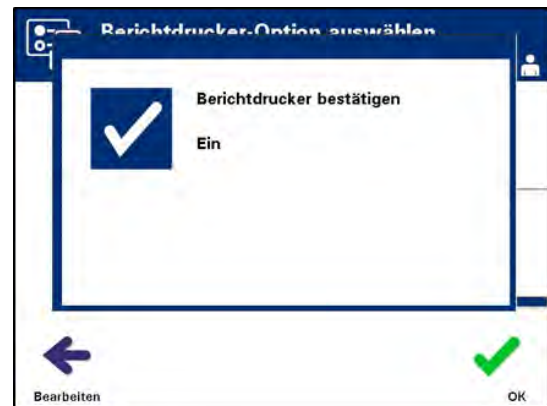 Berichtdrucker-Option auswählen
Berichtdrucker bestätigen
Ein
Bearbeiten
OK